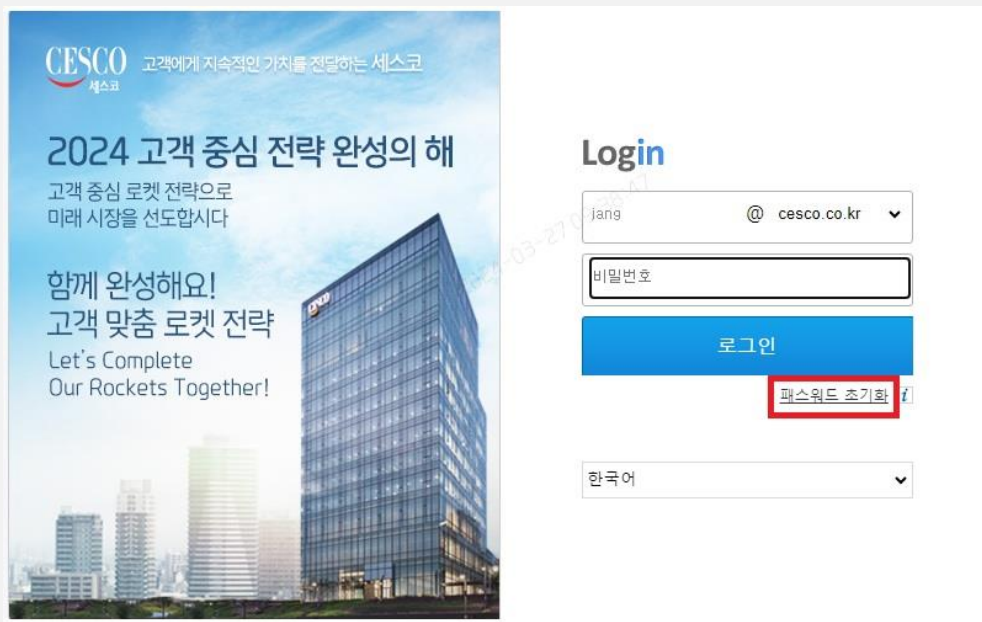 CESCO
세스코
고객에게 지속적인 가치를 전달하는 세스코
2024 고객 중심 전략 완성의 해
고객 중심 로켓 전략으로
미래 시장을 선도합시다
함께 완성해요!
고객 맞춤 로켓 전략
Let's Complete
Our Rockets Together!
CESCO
Login
jang @ cesco.co.kr
비밀번호
로그인
패스워드 초기화 i
한국어